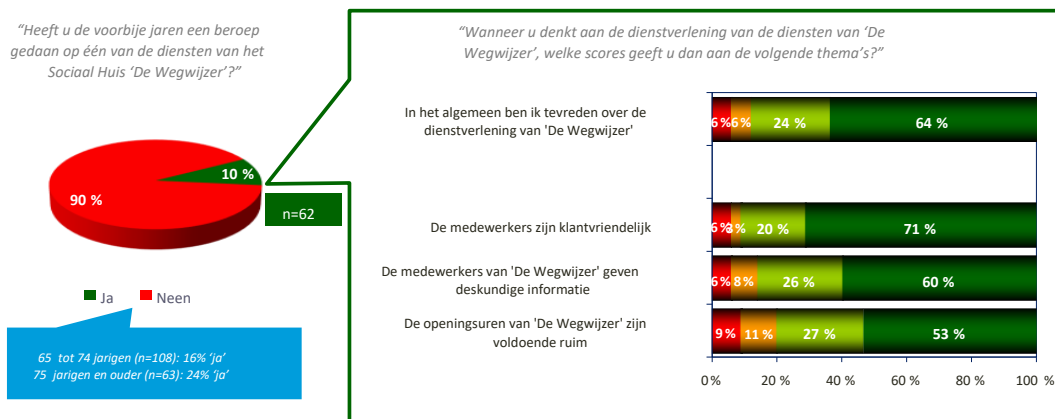 “Heeft u de voorbije jaren een beroep
gedaan op één van de diensten van het
Sociaal Huis ‘De Wegwijzer’?”
10 %
90 %
n=62
Ja Neen
65 tot 74 jarigen (n=108): 16% ‘ja’
75 jarigen en ouder (n=63): 24% ‘ja’
“Wanneer u denkt aan de dienstverlening van de diensten van ‘De
Wegwijzer’, welke scores geeft u dan aan de volgende thema’s?”
In het algemeen ben ik tevreden over de
dienstverlening van 'De Wegwijzer'
6 % 6 % 24 % 64 %
De medewerkers zijn klantvriendelijk
6 % 3 % 20 % 71 %
De medewerkers van 'De Wegwijzer' geven
deskundige informatie
6 % 8 % 26 % 60 %
De openingsuren van 'De Wegwijzer' zijn
voldoende ruim
9 % 11 % 27 % 53 %
0 % 20 % 40 % 60 % 80 % 100 %